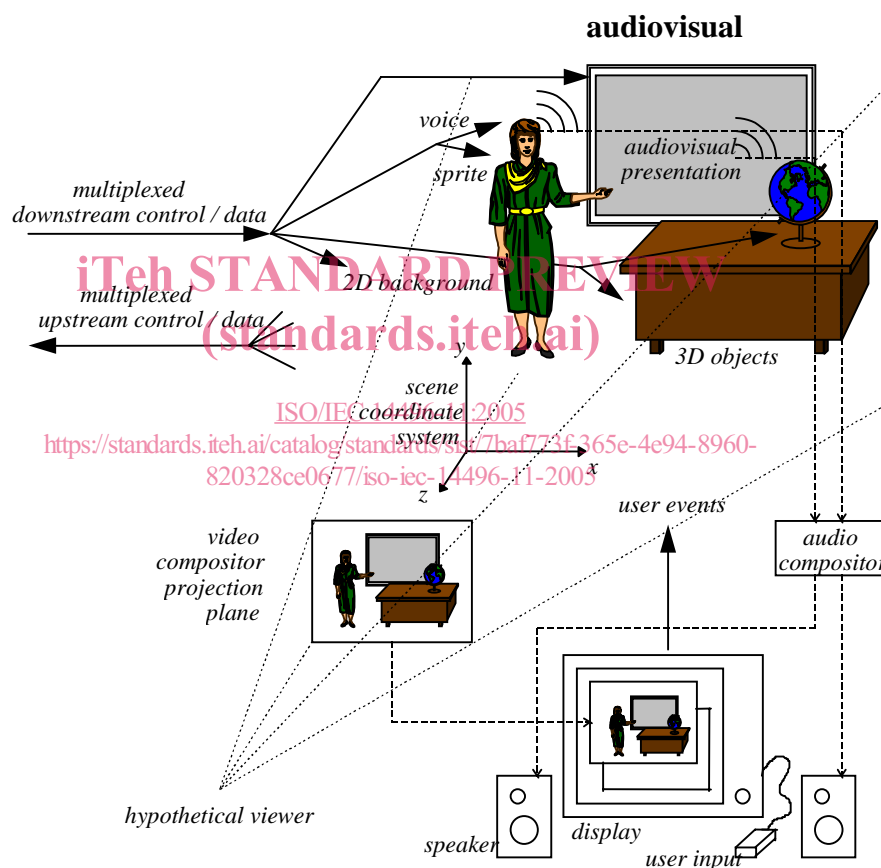 audiovisual
voice
sprite
audiovisual
presentation
multiplexed
downstream control / data
iTeh STANDARD PREVIEW
2D background
multiplexed
upstream control / data
(standards.iteh.ai)
3D objects
y
scene
coordinate
system
x
z
ISO/IEC 14496-11:2005
https://standards.iteh.ai/catalog/standards/sist/7baf773f-365e-4e94-8960-
820328ce0677/iso-iec-14496-11-2005
user events
video
compositor
projection
plane
audio
compositor
hypothetical viewer
speaker
display
user input